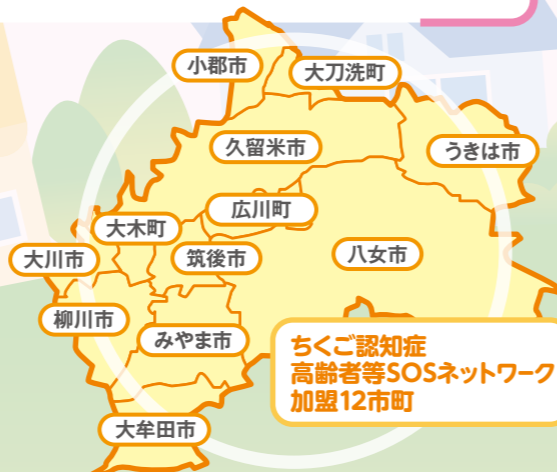 小郡市
大刀洗町
久留米市
うきは市
広川町
大木町
大川市
筑後市
八女市
柳川市
みやま市
ちくご認知症
高齢者等SOSネットワーク
加盟12市町
大牟田市